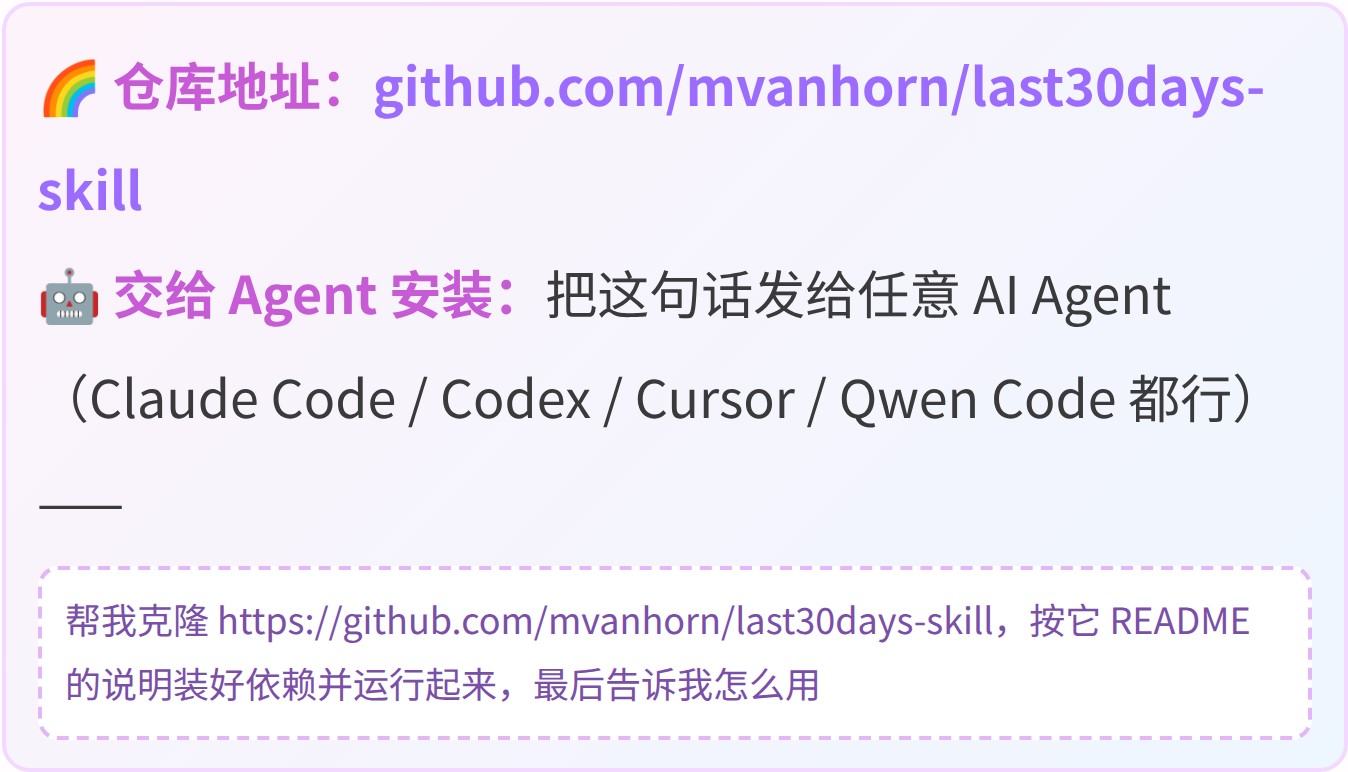 🌈 仓库地址：github.com/mvanhorn/last30days-
skill
🤖 交给 Agent 安装：把这句话发给任意 AI Agent
（Claude Code / Codex / Cursor / Qwen Code 都行）
——
帮我克隆 https://github.com/mvanhorn/last30days-skill，按它 README
的说明装好依赖并运行起来，最后告诉我怎么用